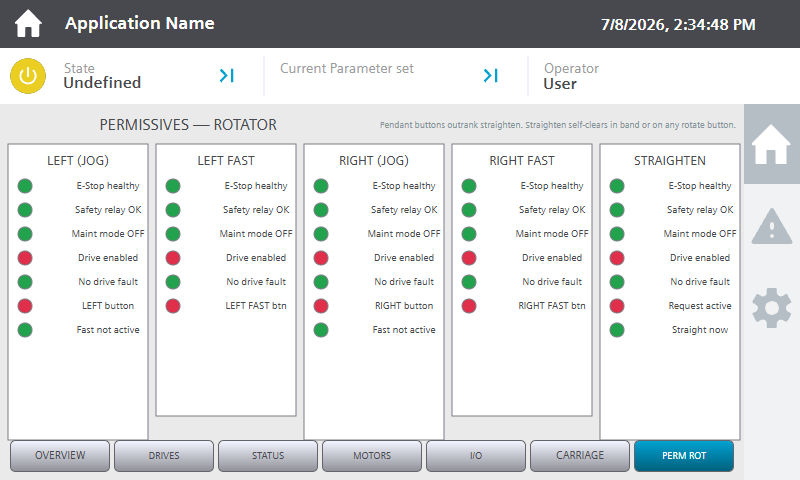 Application Name
7/8/2026, 2:34:48 PM
State
Undefined
Current Parameter set
Operator
User
PERMISSIVES — ROTATOR
Pendant buttons outrank straighten. Straighten self-clears in band or on any rotate button.
LEFT (JOG)
E-Stop healthy
Safety relay OK
Maint mode OFF
Drive enabled
No drive fault
LEFT button
Fast not active
LEFT FAST
E-Stop healthy
Safety relay OK
Maint mode OFF
Drive enabled
No drive fault
LEFT FAST btn
RIGHT (JOG)
E-Stop healthy
Safety relay OK
Maint mode OFF
Drive enabled
No drive fault
RIGHT button
Fast not active
RIGHT FAST
E-Stop healthy
Safety relay OK
Maint mode OFF
Drive enabled
No drive fault
RIGHT FAST btn
STRAIGHTEN
E-Stop healthy
Safety relay OK
Maint mode OFF
Drive enabled
No drive fault
Request active
Straight now
OVERVIEW
DRIVES
STATUS
MOTORS
I/O
CARRIAGE
PERM ROT